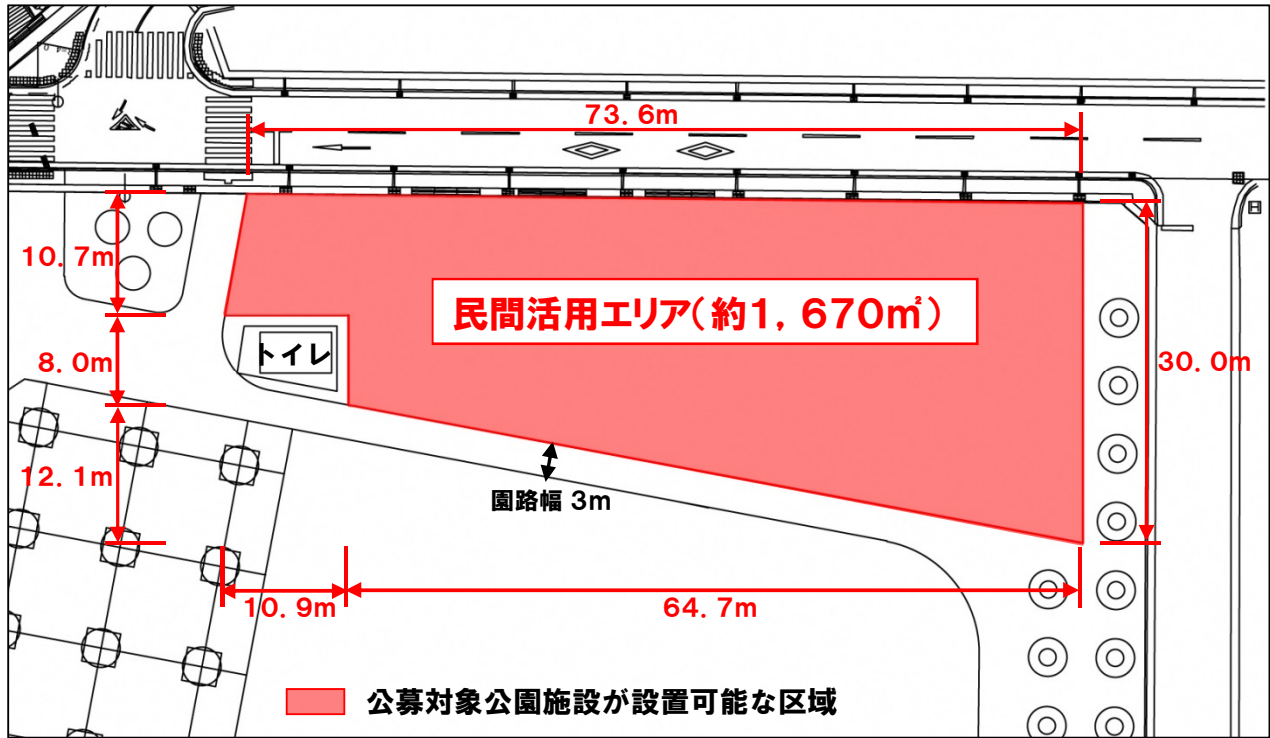 73.6m
10.7m
民間活用エリア(約1,670㎡)
8.0m
トイレ
30.0m
12.1m
園路幅 3m
10.9m
64.7m
公募対象公園施設が設置可能な区域